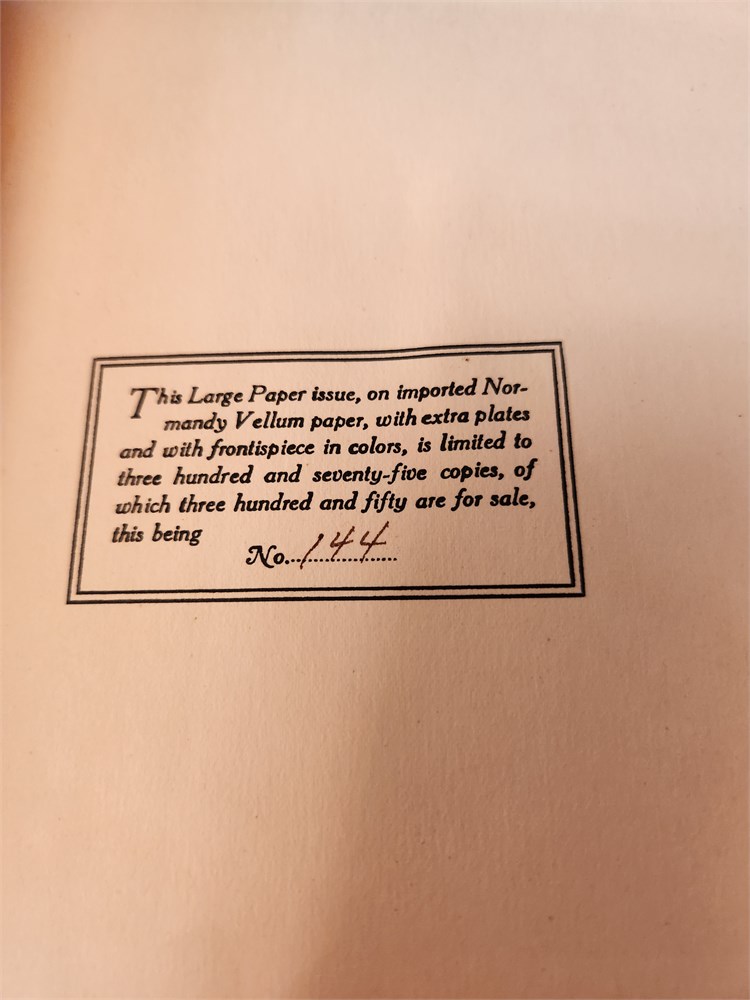 This Large Paper issue, on imported Nor-
mandy Vellum paper, with extra plates
and with frontispiece in colors, is limited to
three hundred and seventy-five copies, of
which three hundred and fifty are for sale,
this being
No. 144